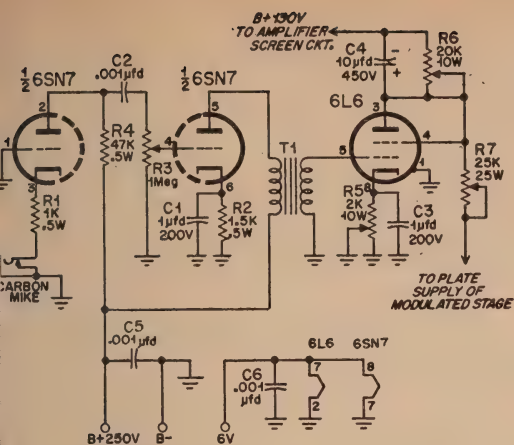 B+130V
TO AMPLIFIER
SCREEN CKT.
C2
.001μfd
1/2 6SN7
1/2 6SN7
C4
10μfd
450V
-
+
R6
20K
10W
6L6
2
5
3
1
4
5
4
1
R4
47K
.5W
R3
1Meg
T1
R7
25K
25W
3
6
8
R1
1K
.5W
C1
1μfd
200V
R2
1.5K
.5W
R5
2K
10W
C3
1μfd
200V
CARBON
MIKE
TO PLATE
SUPPLY OF
MODULATED STAGE
C5
.001μfd
C6
.001
μfd
6L6
6SN7
7
2
8
7
B+250V
B-
6V